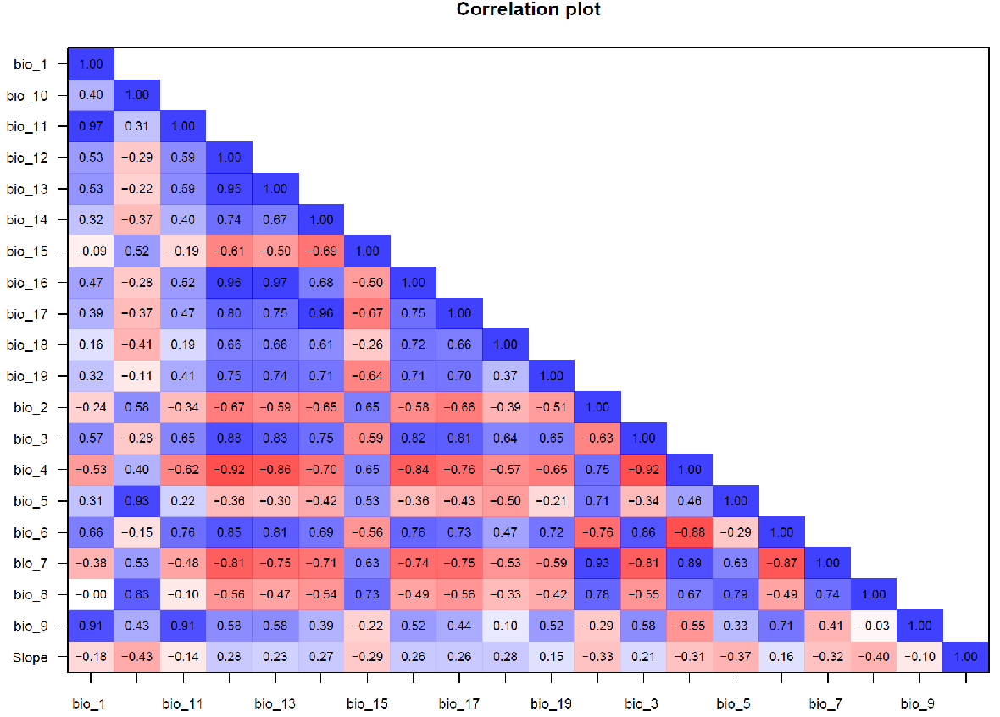 Correlation plot
bio_1 1.00
bio_10 0.40 1.00
bio_11 0.97 0.31 1.00
bio_12 0.53 −0.29 0.59 1.00
bio_13 0.53 −0.22 0.59 0.95 1.00
bio_14 0.32 −0.37 0.40 0.74 0.67 1.00
bio_15 −0.09 0.52 −0.19 −0.61 −0.50 −0.69 1.00
bio_16 0.47 −0.28 0.52 0.96 0.97 0.68 −0.50 1.00
bio_17 0.39 −0.37 0.47 0.80 0.75 0.96 −0.67 0.75 1.00
bio_18 0.16 −0.41 0.19 0.66 0.66 0.61 −0.26 0.72 0.66 1.00
bio_19 0.32 −0.11 0.41 0.75 0.74 0.71 −0.64 0.71 0.70 0.37 1.00
bio_2 −0.24 0.58 −0.34 −0.67 −0.59 −0.65 0.65 −0.58 −0.66 −0.39 −0.51 1.00
bio_3 0.57 −0.28 0.65 0.88 0.83 0.75 −0.59 0.82 0.81 0.64 0.65 −0.63 1.00
bio_4 −0.53 0.40 −0.62 −0.92 −0.86 −0.70 0.65 −0.84 −0.76 −0.57 −0.65 0.75 −0.92 1.00
bio_5 0.31 0.93 0.22 −0.36 −0.30 −0.42 0.53 −0.36 −0.43 −0.50 −0.21 0.71 −0.34 0.46 1.00
bio_6 0.66 −0.15 0.76 0.85 0.81 0.69 −0.56 0.76 0.73 0.47 0.72 −0.76 0.86 −0.88 −0.29 1.00
bio_7 −0.38 0.53 −0.48 −0.81 −0.75 −0.71 0.63 −0.74 −0.75 −0.53 −0.59 0.93 −0.81 0.89 0.63 −0.87 1.00
bio_8 −0.00 0.83 −0.10 −0.56 −0.47 −0.54 0.73 −0.49 −0.56 −0.33 −0.42 0.78 −0.55 0.67 0.79 −0.49 0.74 1.00
bio_9 0.91 0.43 0.91 0.58 0.58 0.39 −0.22 0.52 0.44 0.10 0.52 −0.29 0.58 −0.55 0.33 0.71 −0.41 −0.03 1.00
Slope −0.18 −0.43 −0.14 0.28 0.23 0.27 −0.29 0.26 0.26 0.28 0.15 −0.33 0.21 −0.31 −0.37 0.16 −0.32 −0.40 −0.10 1.00
bio_1 bio_11 bio_13 bio_15 bio_17 bio_19 bio_3 bio_5 bio_7 bio_9